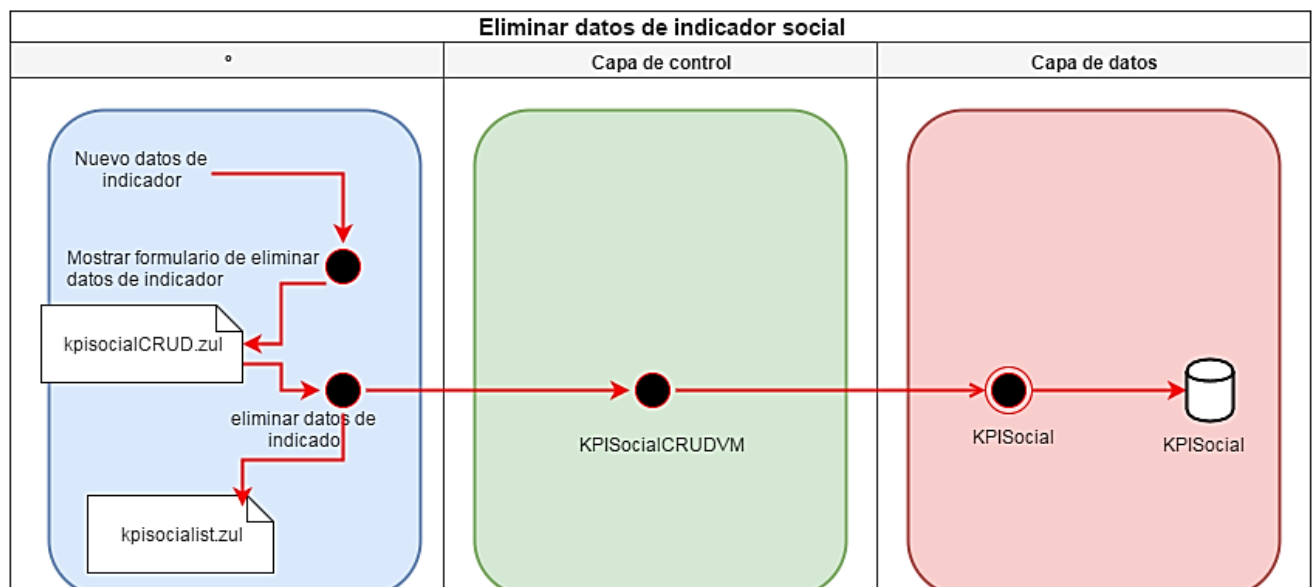 Eliminar datos de indicador social
º
Capa de control
Capa de datos
Nuevo datos de
indicador
Mostrar formulario de eliminar
datos de indicador
kpisocialCRUD.zul
eliminar datos de
indicado
KPISocialCRUDVM
KPISocial
KPISocial
kpisocialist.zul